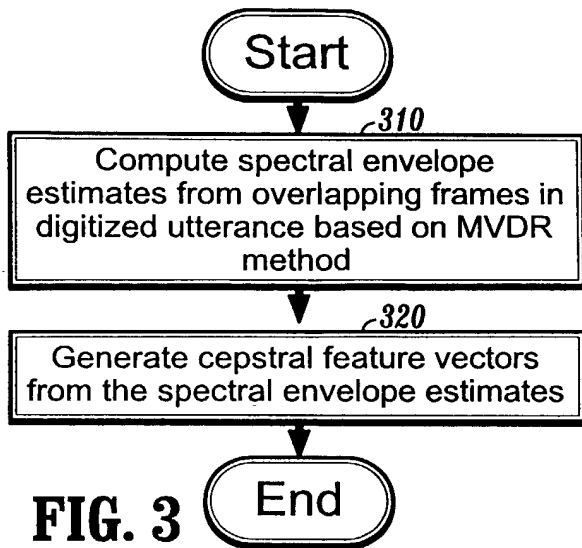 Start
310
Compute spectral envelope
estimates from overlapping frames in
digitized utterance based on MVDR
method
320
Generate cepstral feature vectors
from the spectral envelope estimates
End
FIG. 3